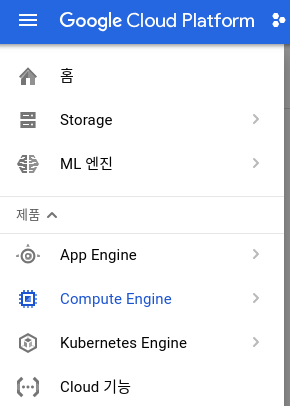 Google Cloud Platform
홈
Storage
ML 엔진
제품
App Engine
Compute Engine
Kubernetes Engine
Cloud 기능